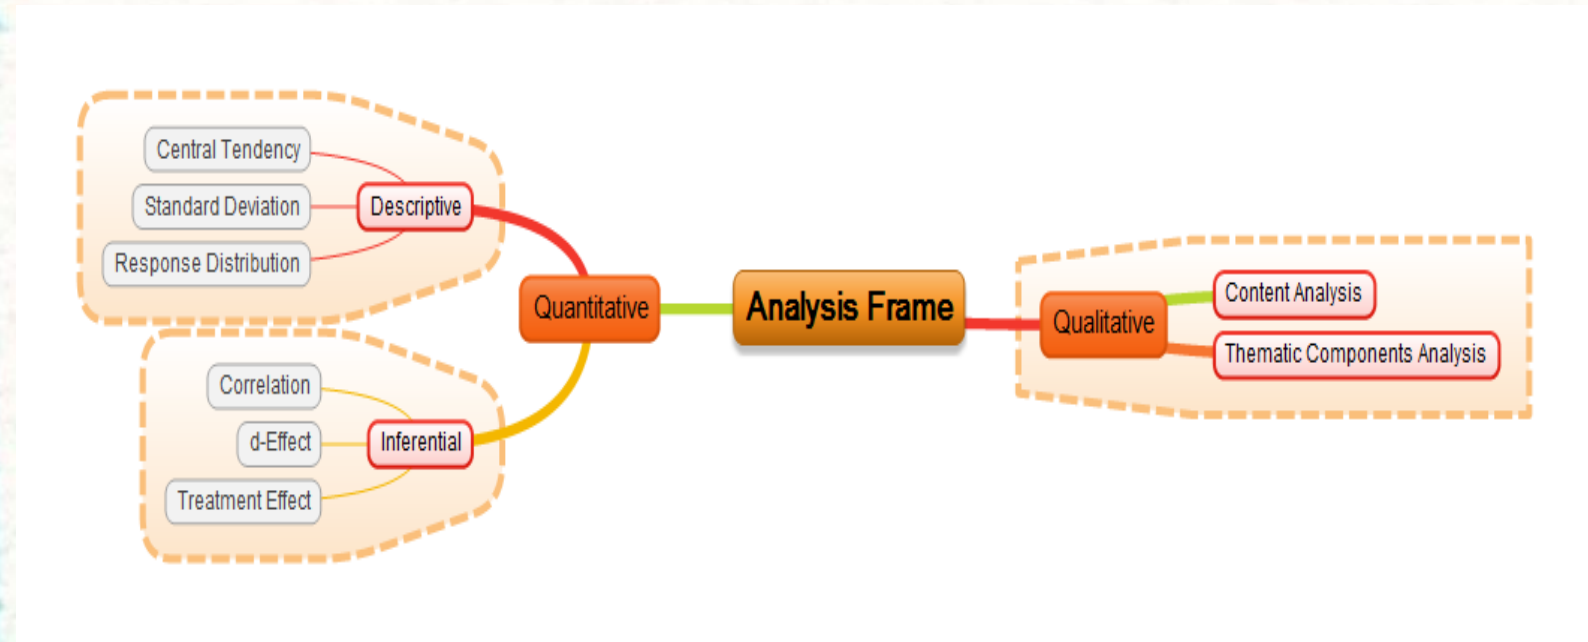 Central Tendency
Standard Deviation
Response Distribution
Descriptive
Correlation
d-Effect
Treatment Effect
Inferential
Quantitative
Analysis Frame
Qualitative
Content Analysis
Thematic Components Analysis